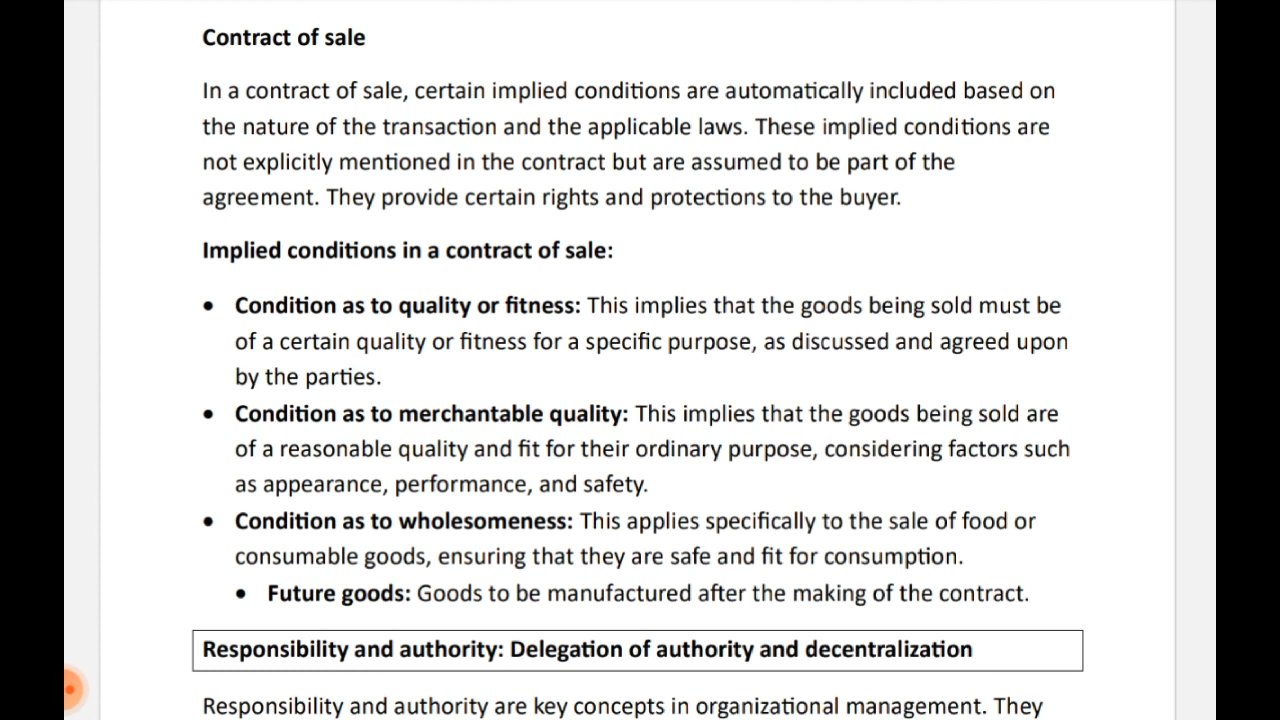 Contract of sale
In a contract of sale, certain implied conditions are automatically included based on
the nature of the transaction and the applicable laws. These implied conditions are
not explicitly mentioned in the contract but are assumed to be part of the
agreement. They provide certain rights and protections to the buyer.
Implied conditions in a contract of sale:
• Condition as to quality or fitness: This implies that the goods being sold must be
of a certain quality or fitness for a specific purpose, as discussed and agreed upon
by the parties.
• Condition as to merchantable quality: This implies that the goods being sold are
of a reasonable quality and fit for their ordinary purpose, considering factors such
as appearance, performance, and safety.
• Condition as to wholesomeness: This applies specifically to the sale of food or
consumable goods, ensuring that they are safe and fit for consumption.
• Future goods: Goods to be manufactured after the making of the contract.
Responsibility and authority: Delegation of authority and decentralization
Responsibility and authority are key concepts in organizational management. They